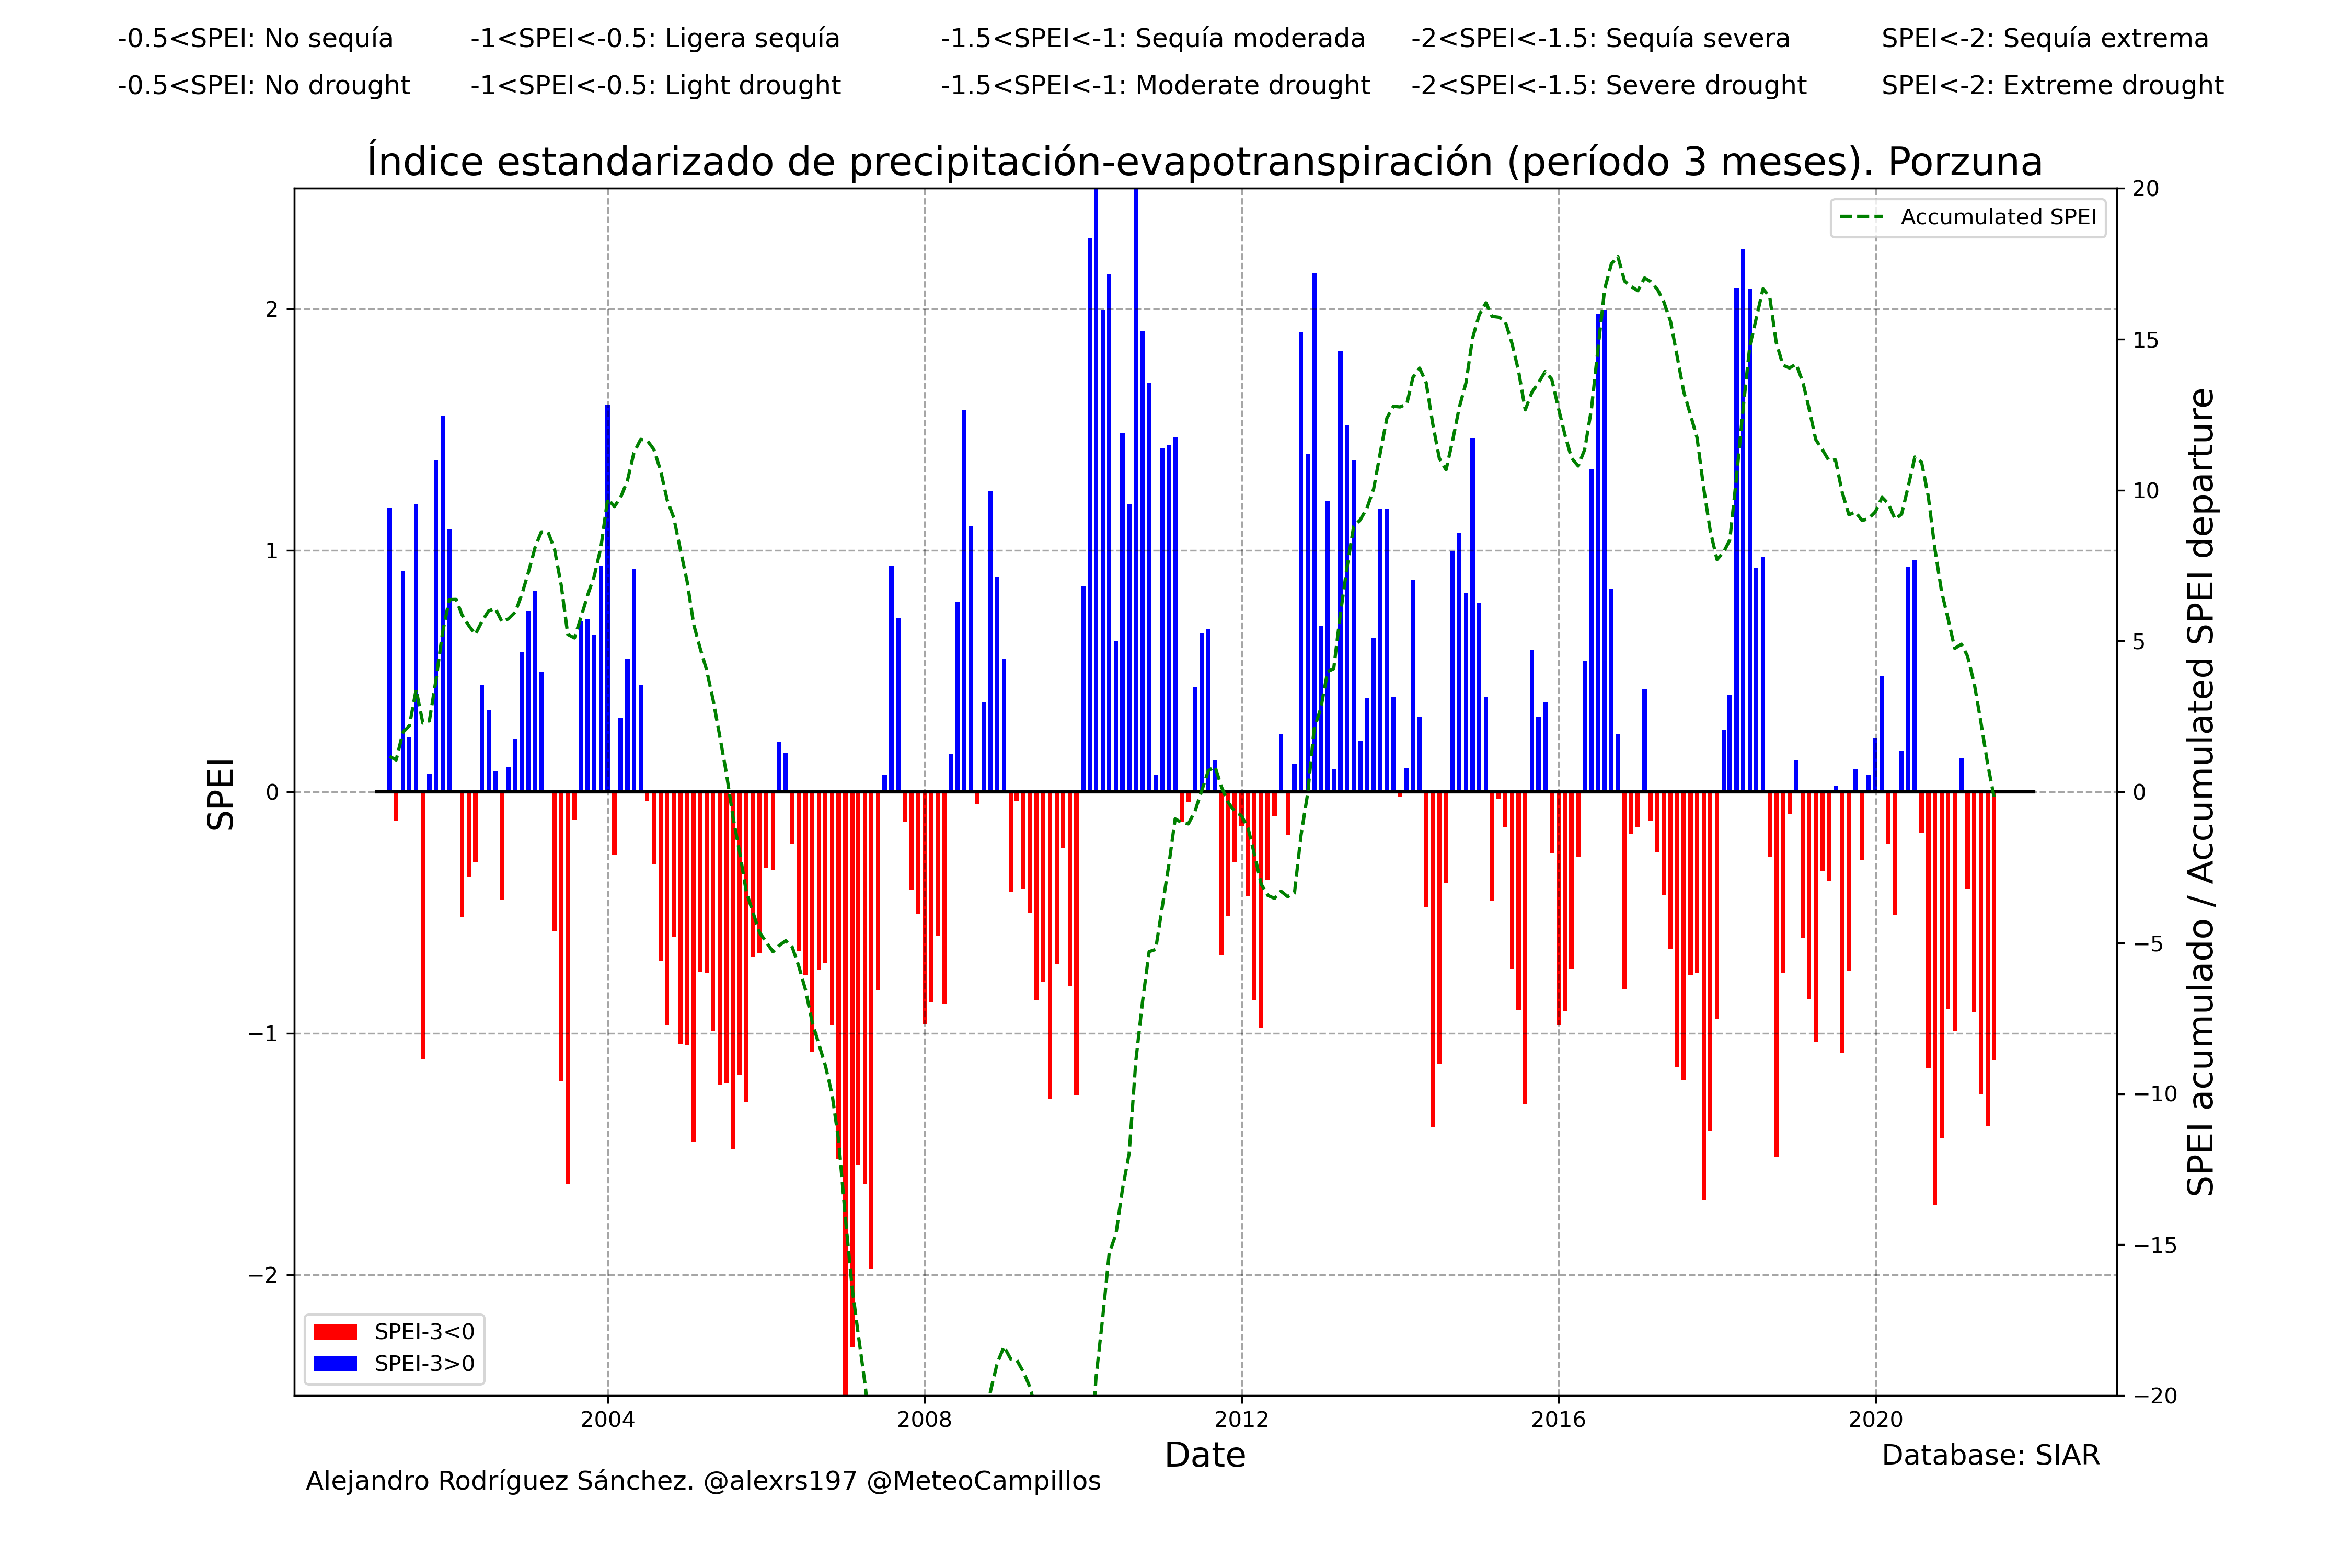 -0.5<SPEI: No sequía -1<SPEI<-0.5: Ligera sequía -1.5<SPEI<-1: Sequía moderada -2<SPEI<-1.5: Sequía severa SPEI<-2: Sequía extrema
-0.5<SPEI: No drought -1<SPEI<-0.5: Light drought -1.5<SPEI<-1: Moderate drought -2<SPEI<-1.5: Severe drought SPEI<-2: Extreme drought
Índice estandarizado de precipitación-evapotranspiración (período 3 meses). Porzuna
Accumulated SPEI
SPEI
2
1
0
−1
−2
20
15
10
5
0
−5
−10
−15
−20
SPEI acumulado / Accumulated SPEI departure
SPEI-3<0
SPEI-3>0
2004 2008 2012 2016 2020
Date
Database: SIAR
Alejandro Rodríguez Sánchez. @alexrs197 @MeteoCampillos